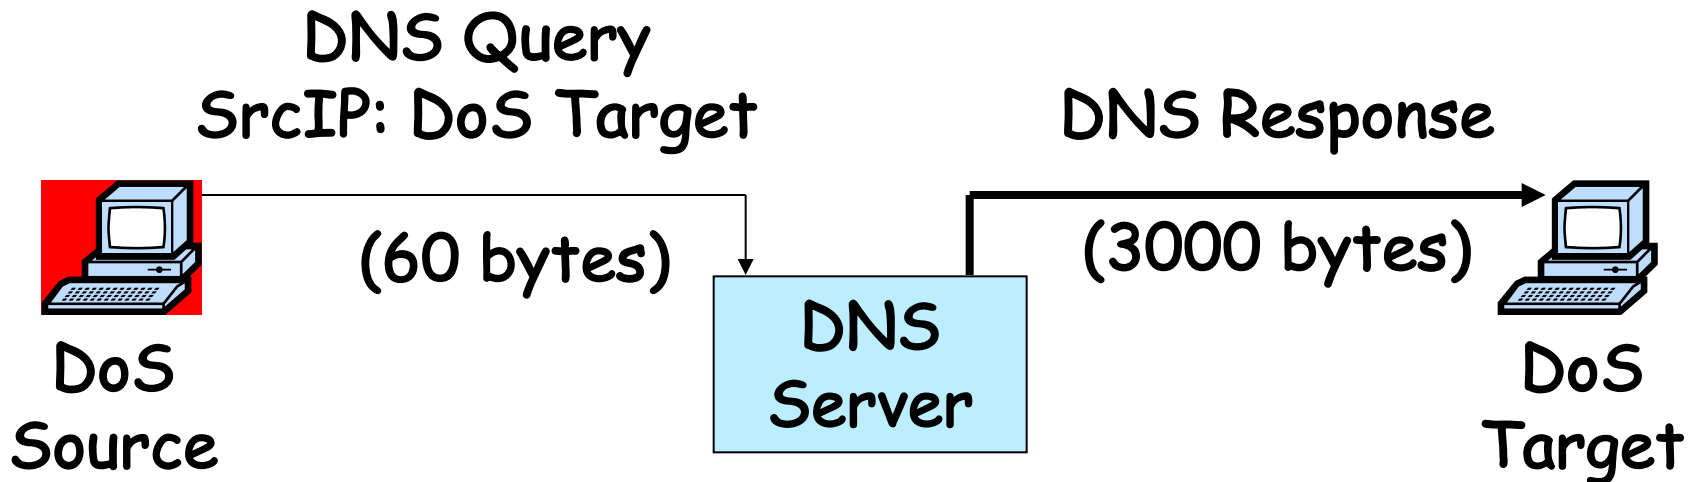 DNS Query
SrcIP: DoS Target
(60 bytes)
DNS Response
(3000 bytes)
DoS
Source
DNS
Server
DoS
Target